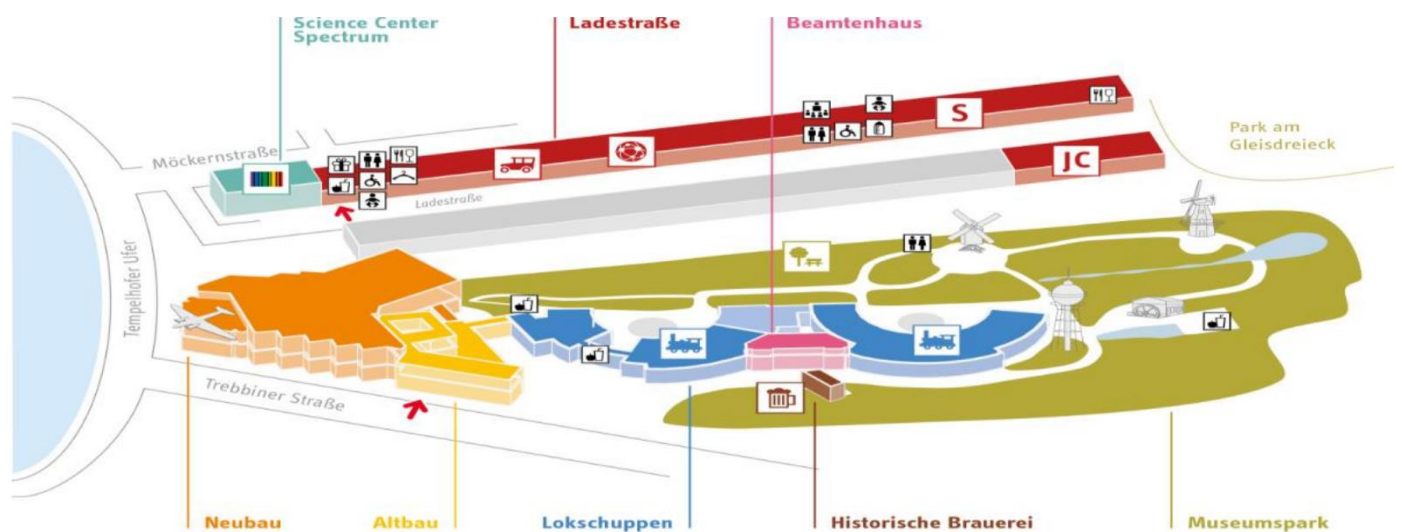 Science Center
Spectrum
Ladestraße
Beamtenhaus
Möckernstraße
Ladestraße
S
JC
Park am
Gleisdreieck
Tempelhofer Ufer
Trebbiner Straße
Neubau
Altbau
Lokschuppen
Historische Brauerei
Museumspark